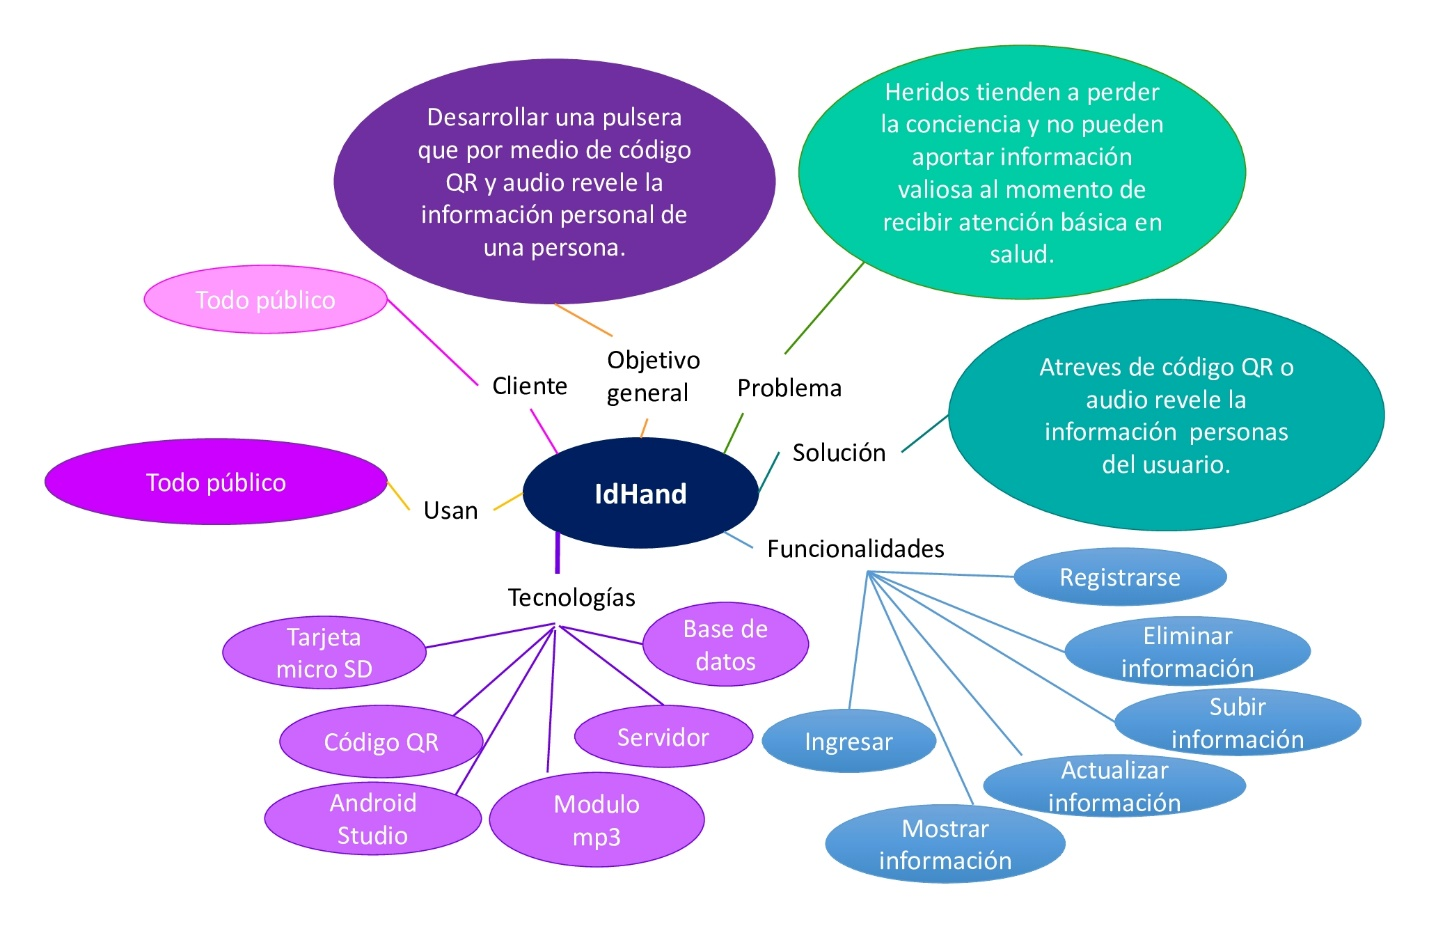 Desarrollar una pulsera
que por medio de código
QR y audio revele la
información personal de
una persona.
Heridos tienden a perder
la conciencia y no pueden
aportar información
valiosa al momento de
recibir atención básica en
salud.
Todo público
Cliente
Objetivo
general
Problema
Atreves de código QR o
audio revele la
información  personas
del usuario.
Solución
Todo público
Usan
IdHand
Funcionalidades
Registrarse
Eliminar
información
Subir
información
Actualizar
información
Mostrar
información
Ingresar
Tecnologías
Tarjeta
micro SD
Base de
datos
Código QR
Servidor
Android
Studio
Modulo
mp3